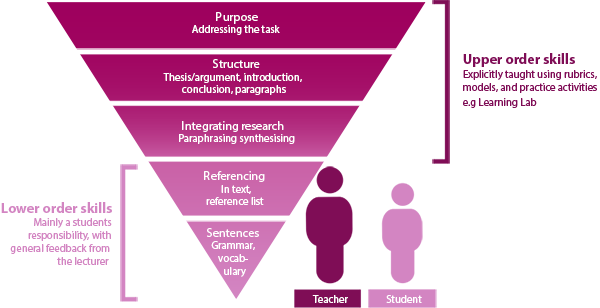 Purpose
Addressing the task
Structure
Thesis/argument, introduction,
conclusion, paragraphs
Integrating research
Paraphrasing synthesising
Referencing
In text,
reference list
Sentences
Grammar,
vocab-
ulary
Upper order skills
Explicitly taught using rubrics,
models, and practice activities
e.g Learning Lab
Lower order skills
Mainly a students
responsibility, with
general feedback from
the lecturer
Teacher
Student